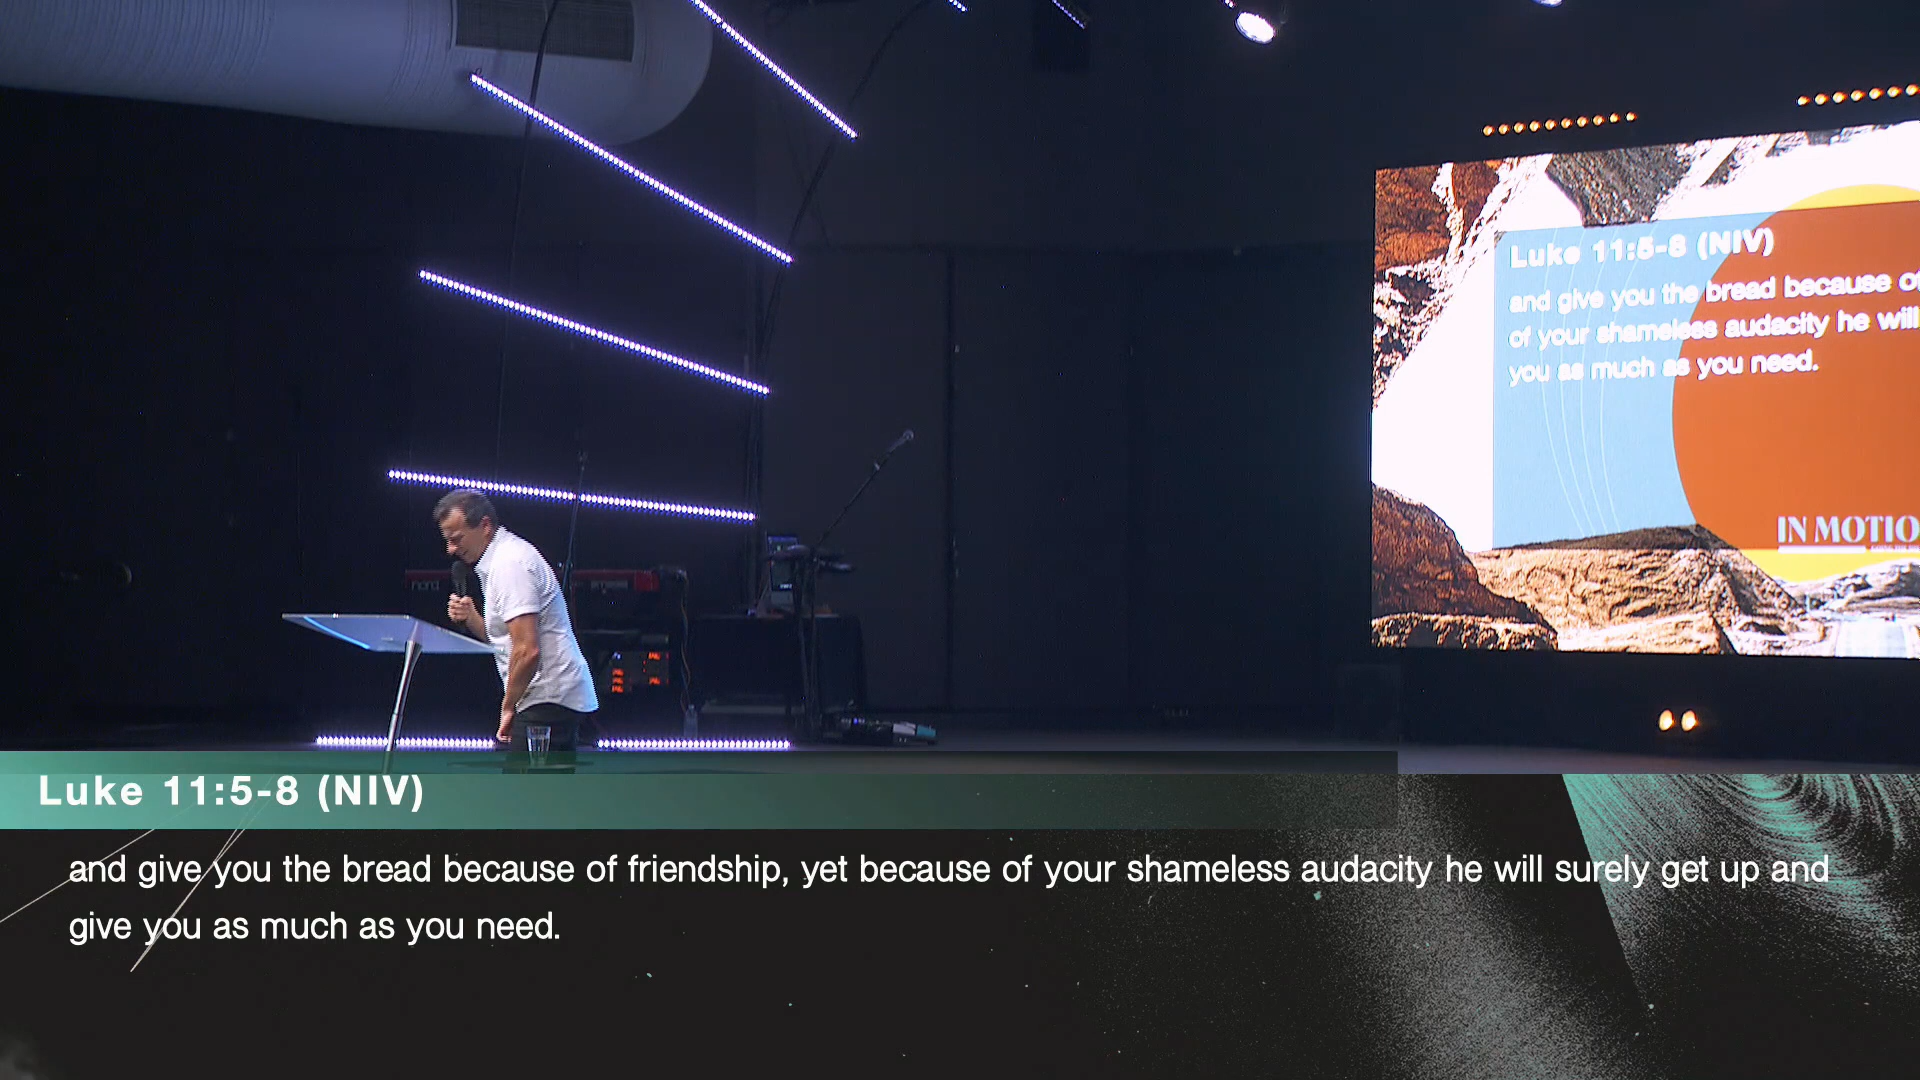 Luke 11:5-8 (NIV)
and give you the bread because of
of your shameless audacity he will
you as much as you need.
IN MOTIO
nord
Luke 11:5-8 (NIV)
and give you the bread because of friendship, yet because of your shameless audacity he will surely get up and
give you as much as you need.